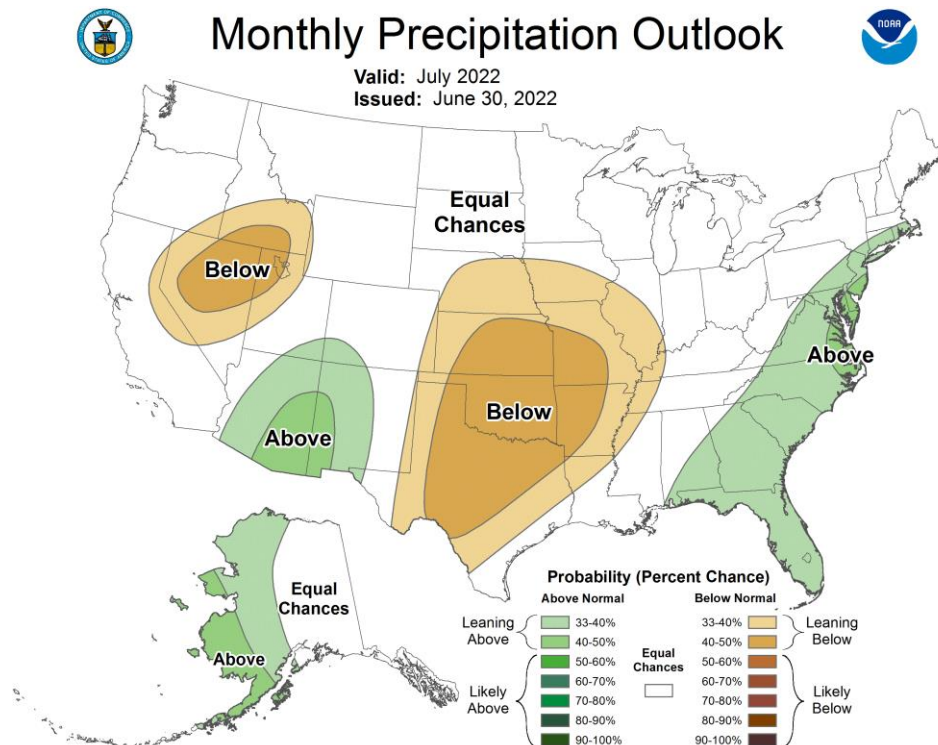 Monthly Precipitation Outlook
NOAA
Valid: July 2022
Issued: June 30, 2022
Equal
Chances
Below
Above
Below
Above
Equal
Chances
Above
Probability (Percent Chance)
Above Normal
Below Normal
Leaning
Above
33-40%
40-50%
50-60%
60-70%
70-80%
80-90%
90-100%
Likely
Above
Equal
Chances
33-40%
40-50%
50-60%
60-70%
70-80%
80-90%
90-100%
Leaning
Below
Likely
Below